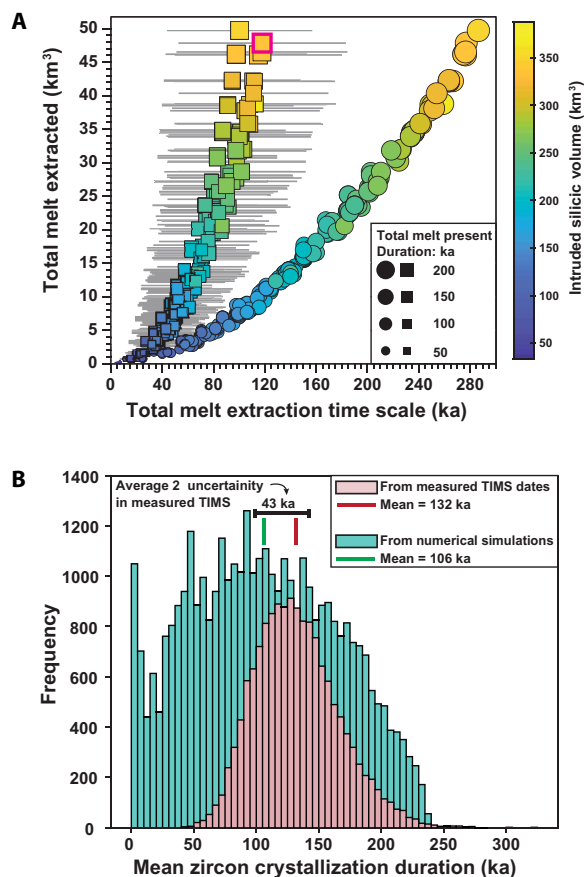 A
Total melt extracted (km³)
50
45
40
35
30
25
20
15
10
5
0
Total melt present
Duration: ka
200
150
100
50
0 40 80 120 160 200 240 280
Total melt extraction time scale (ka)
350
300
250
200
150
100
50
Intruded silicic volume (km³)
B
Frequency
1400
1200
1000
800
600
400
200
0
Average 2 uncertainity
in measured TIMS
43 ka
From measured TIMS dates
Mean = 132 ka
From numerical simulations
Mean = 106 ka
0 50 100 150 200 250 300
Mean zircon crystallization duration (ka)